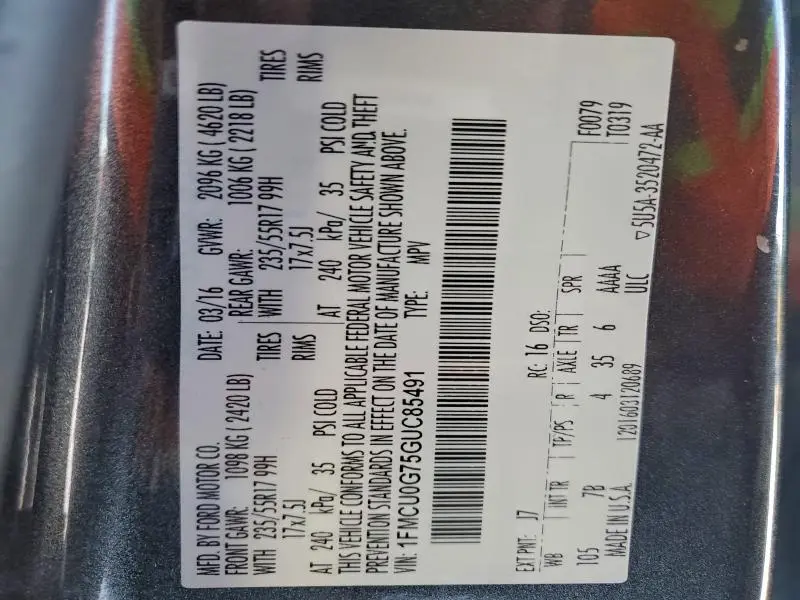 MFD. BY FORD MOTOR CO.
DATE: 03/16 GVWR: 2096 KG ( 4620 LB)
FRONT GAWR: 1098 KG ( 2420 LB) REAR GAWR: 1006 KG ( 2218 LB)
WITH 235/55R17 99H TIRES WITH 235/55R17 99H TIRES
17x7.5J RIMS 17x7.5J RIMS
AT 240 kPa/ 35 PSI COLD AT 240 kPa/ 35 PSI COLD
THIS VEHICLE CONFORMS TO ALL APPLICABLE FEDERAL MOTOR VEHICLE SAFETY AND THEFT
PREVENTION STANDARDS IN EFFECT ON THE DATE OF MANUFACTURE SHOWN ABOVE.
VIN: 1FMCU0G75GUC85491 TYPE: MPV
EXT PNT: J7 RC: 16 DSO: F0079
WB INT TR TP/PS R AXLE TR SPR T0319
105 7B 4 35 6 AAAA
MADE IN U.S.A. 1201603120689 ULC ▽5U5A-3520472-AA